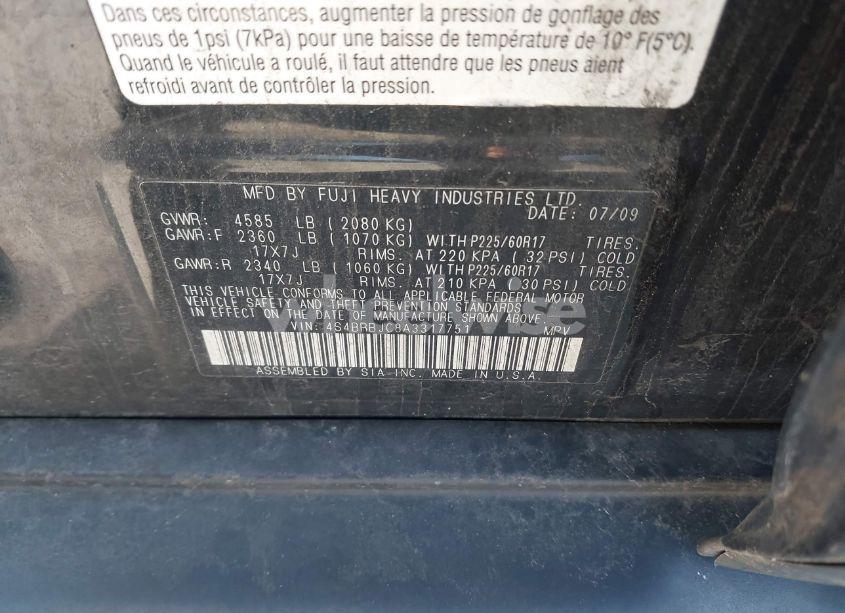 Dans ces circonstances, augmenter la pression de gonflage des
pneus de 1psi (7kPa) pour une baisse de température de 10° F(5°C).
Quand le véhicule a roulé, il faut attendre que les pneus aient
refroidi avant de contrôler la pression.
MFD BY FUJI HEAVY INDUSTRIES LTD.
DATE: 07/09
GVWR: 4585 LB ( 2080 KG)
GAWR:F 2360 LB ( 1070 KG) WITH P225/60R17 TIRES.
17X7J RIMS. AT 220 KPA ( 32 PSI) COLD
GAWR:R 2340 LB ( 1060 KG) WITH P225/60R17 TIRES.
17X7J RIMS. AT 210 KPA ( 30 PSI) COLD
THIS VEHICLE CONFORMS TO ALL APPLICABLE FEDERAL MOTOR
VEHICLE SAFETY AND THEFT PREVENTION STANDARDS
IN EFFECT ON THE DATE OF MANUFACTURE SHOWN ABOVE.
VIN: 4S4BRBJC8A3317751 MPV
ASSEMBLED BY SIA-INC. MADE IN U.S.A.